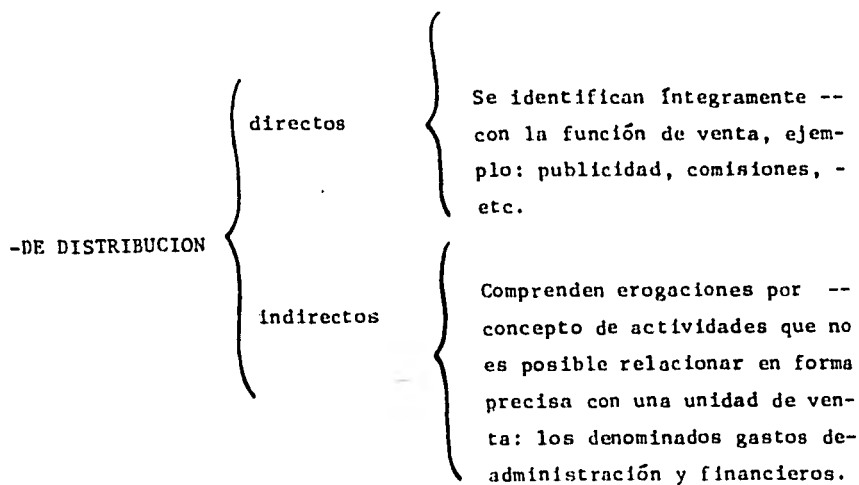 directos
Se identifican íntegramente --
con la función de venta, ejem-
plo: publicidad, comisiones, -
etc.
-DE DISTRIBUCION
indirectos
Comprenden erogaciones por --
concepto de actividades que no
es posible relacionar en forma
precisa con una unidad de ven-
ta: los denominados gastos de-
administración y financieros.